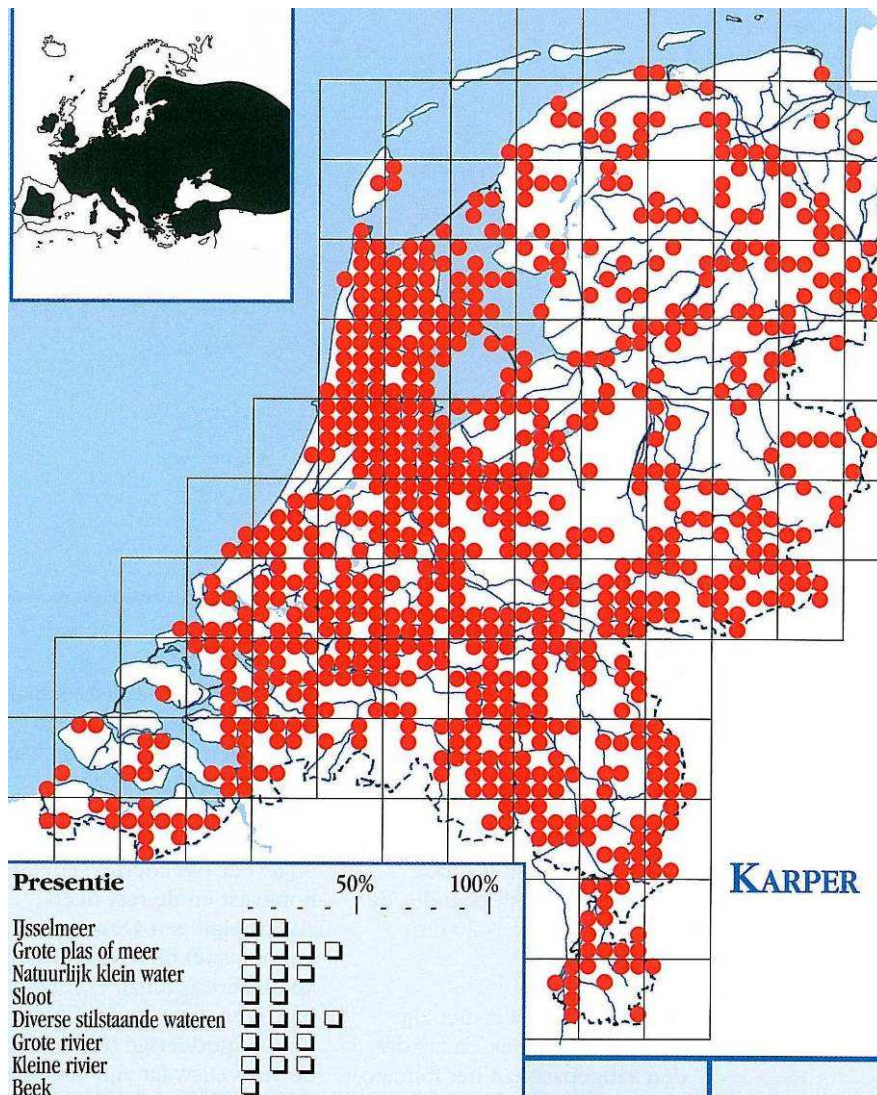 KARPER
Presentie 50% 100%
IJsselmeer
Grote plas of meer
Natuurlijk klein water
Sloot
Diverse stilstaande wateren
Grote rivier
Kleine rivier
Beek